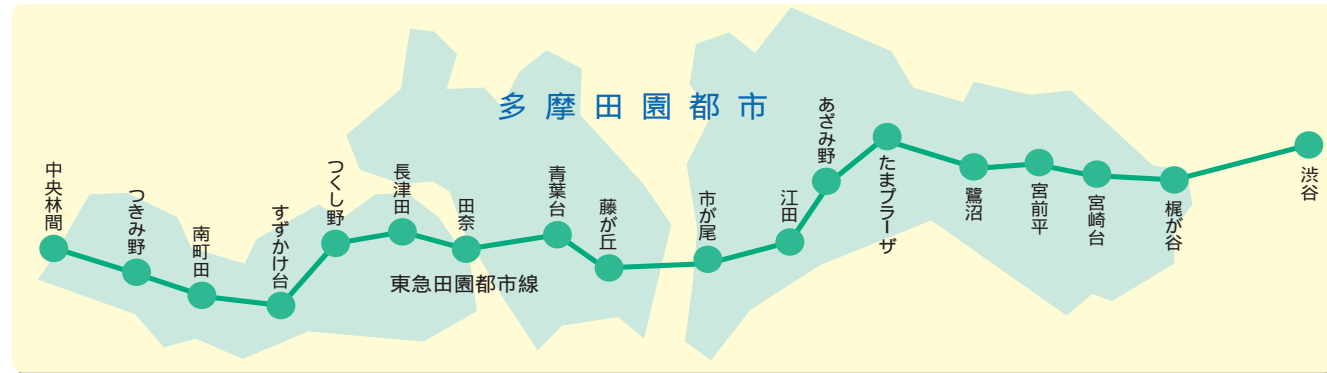 多摩田園都市
中央林間
つきみ野
南町田
すずかけ台
つくし野
長津田
田奈
青葉台
藤が丘
市が尾
江田
あざみ野
たまプラーザ
鷺沼
宮前平
宮崎台
梶が谷
渋谷
東急田園都市線